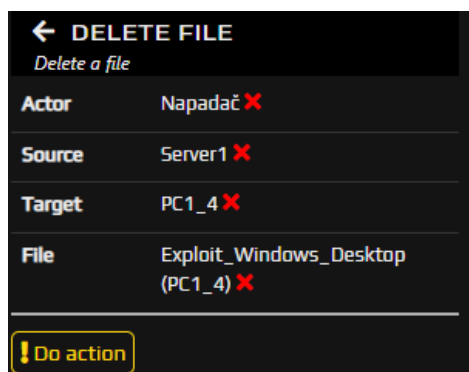 DELETE FILE
Delete a file
Actor Napadač
Source Server1
Target PC1_4
File Exploit_Windows_Desktop
(PC1_4)
! Do action